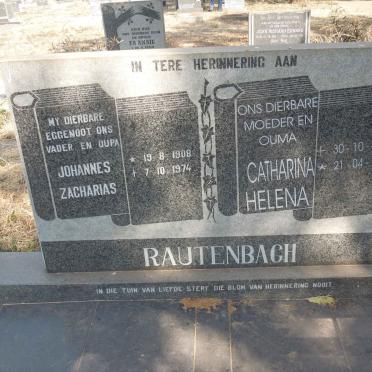 IN TERE HERINNERING AAN
MY DIERBARE
EGGENOOT ONS
VADER EN OUPA
JOHANNES
ZACHARIAS
* 19-8-1908
+ 7-10-1974
ONS DIERBARE
MOEDER EN
OUMA
CATHARINA
HELENA
+ 30-10
* 21-04
RAUTENBACH
IN DIE TUIN VAN LIEFDE STERF DIE BLOM VAN HERINNERING NOOIT